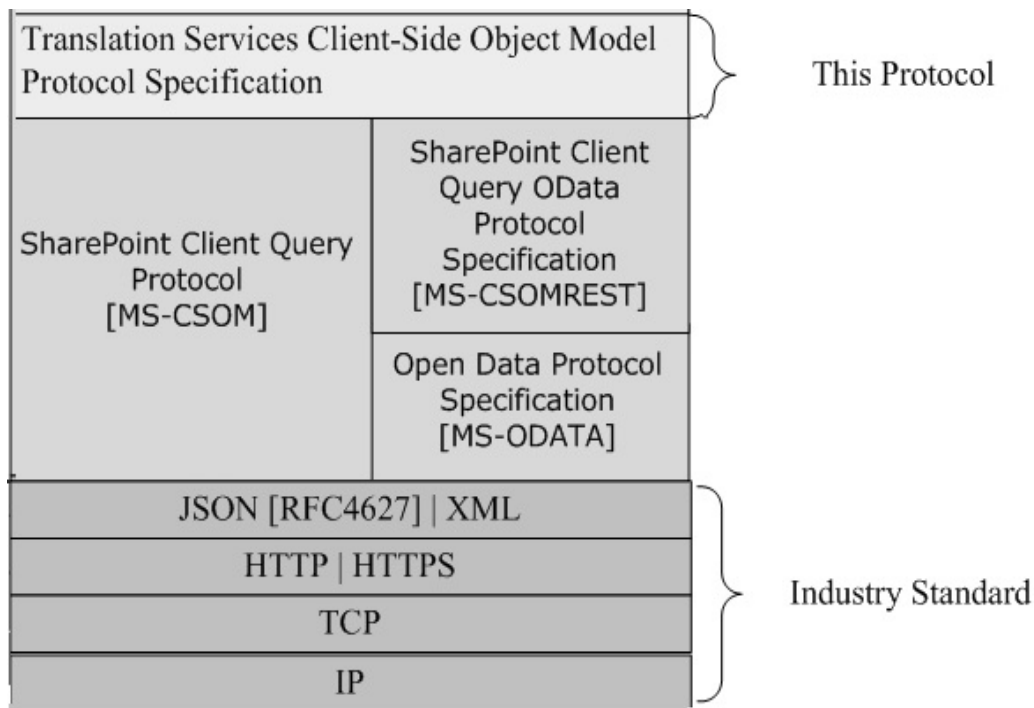 Translation Services Client-Side Object Model
Protocol Specification
This Protocol
SharePoint Client Query
Protocol
[MS-CSOM]
SharePoint Client
Query OData
Protocol
Specification
[MS-CSOMREST]
Open Data Protocol
Specification
[MS-ODATA]
JSON [RFC4627] | XML
HTTP | HTTPS
TCP
IP
Industry Standard